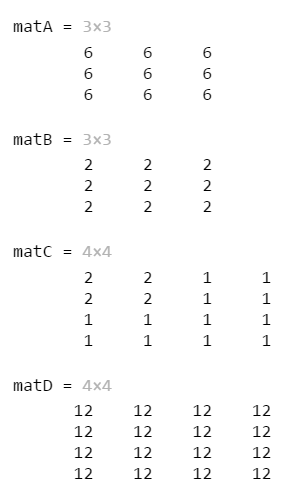 matA = 3×3
6 6 6
6 6 6
6 6 6
matB = 3×3
2 2 2
2 2 2
2 2 2
matC = 4×4
2 2 1 1
2 2 1 1
1 1 1 1
1 1 1 1
matD = 4×4
12 12 12 12
12 12 12 12
12 12 12 12
12 12 12 12